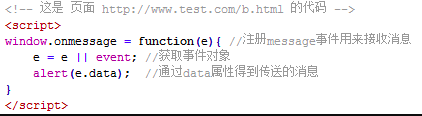 <!-- 这是 页面 http://www.test.com/b.html 的代码 -->
<script>
window.onmessage = function(e){ //注册message事件用来接收消息
    e = e || event; //获取事件对象
    alert(e.data);  //通过data属性得到传送的消息
}
</script>